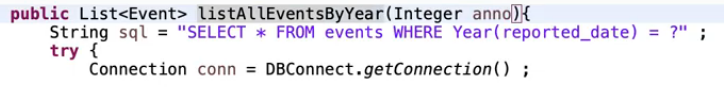 public List<Event> listAllEventsByYear(Integer anno){
String sql = "SELECT * FROM events WHERE Year(reported_date) = ?" ;
try {
Connection conn = DBConnect.getConnection() ;